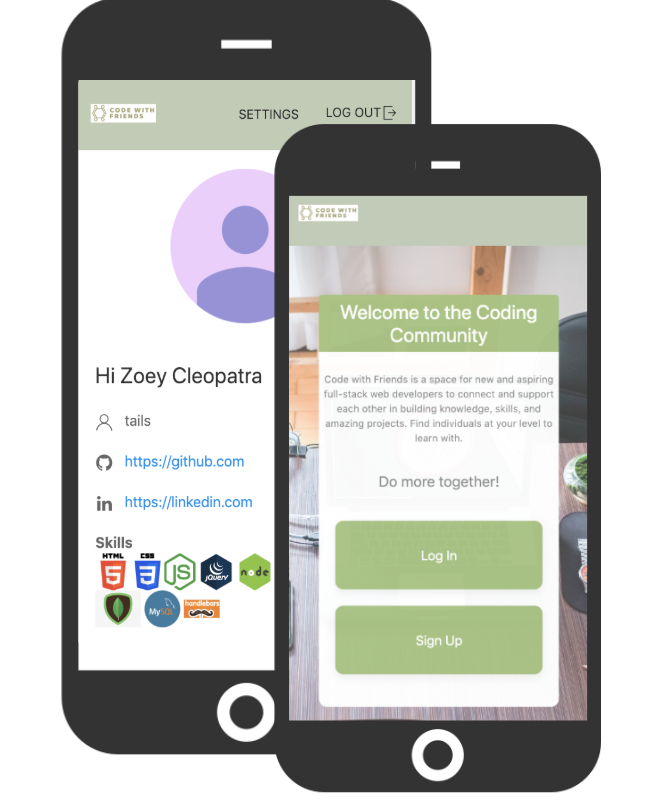 CODE WITH
FRIENDS
SETTINGS
LOG OUT
Hi Zoey Cleopatra
tails
https://github.com
in
https://linkedin.com
Skills
HTML
5
CSS
3
JS
jQuery
node
MySQL
handlebars
CODE WITH
FRIENDS
Welcome to the Coding
Community
Code with Friends is a space for new and aspiring
full-stack web developers to connect and support
each other in building knowledge, skills, and
amazing projects. Find individuals at your level to
learn with.
Do more together!
Log In
Sign Up